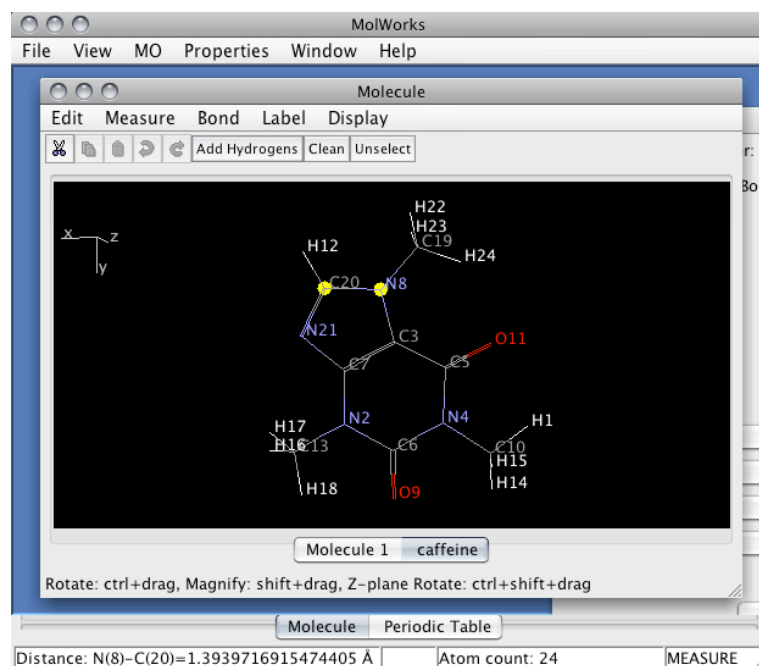 MolWorks
File View MO Properties Window Help
Molecule
Edit Measure Bond Label Display
Add Hydrogens Clean Unselect
r:
Bo
H22
H23
C19
H12
H24
x z
y
C20 N8
N21
C3
O11
C5
C7
N2
N4
H17
H1
H16
C13
C6
C10
H15
H18
O9
H14
Molecule 1 caffeine
Rotate: ctrl+drag, Magnify: shift+drag, Z-plane Rotate: ctrl+shift+drag
Molecule Periodic Table
Distance: N(8)-C(20)=1.3939716915474405 Å Atom count: 24 MEASURE